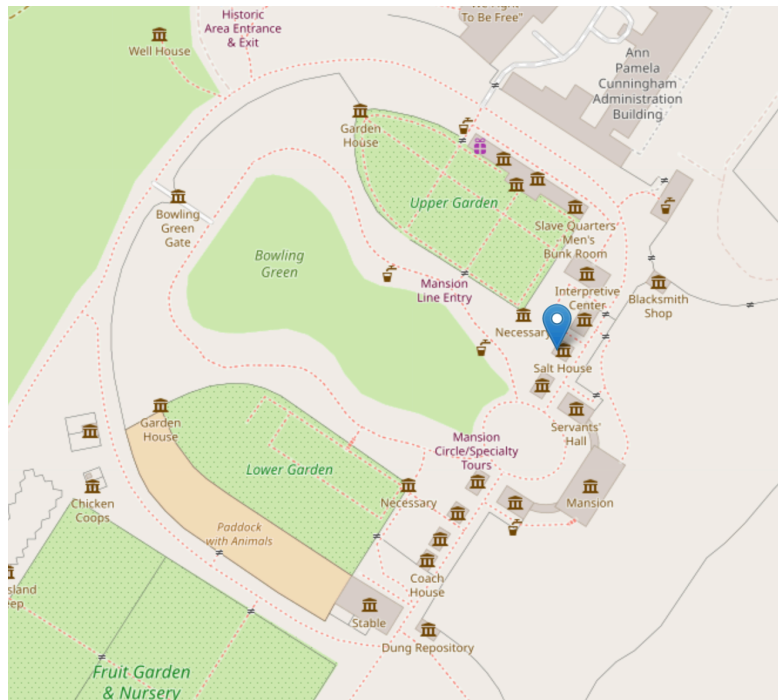 Historic
Area Entrance
& Exit
To Be Free"
Well House
Ann
Pamela
Cunningham
Administration
Building
Garden
House
Upper Garden
Bowling
Green
Gate
Slave Quarters
Men's
Bunk Room
Bowling
Green
Mansion
Line Entry
Interpretive
Center
Blacksmith
Shop
Necessary
Salt House
Garden
House
Servants'
Hall
Mansion
Circle/Specialty
Tours
Lower Garden
Necessary
Mansion
Chicken
Coops
Paddock
with Animals
Coach
House
Stable
Dung Repository
Fruit Garden
& Nursery